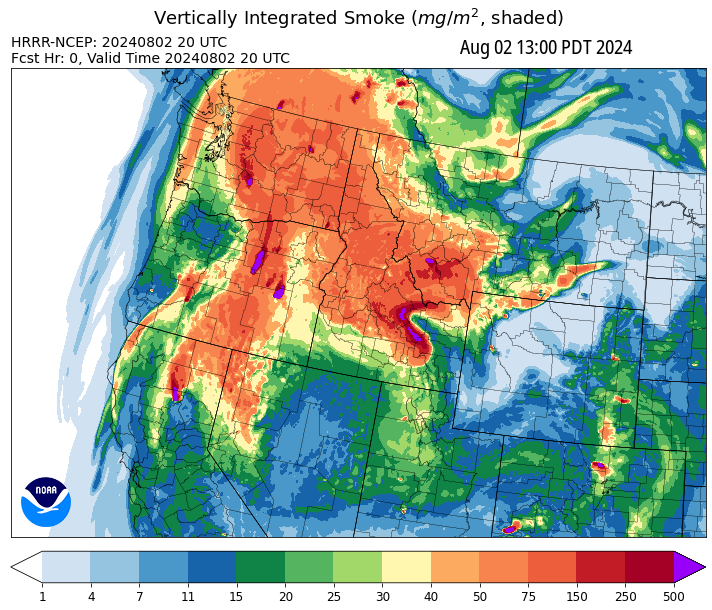 Vertically Integrated Smoke (mg/m², shaded)
HRRR-NCEP: 20240802 20 UTC
Aug 02 13:00 PDT 2024
Fcst Hr: 0, Valid Time 20240802 20 UTC
NOAA
1 4 7 11 15 20 25 30 40 50 75 150 250 500